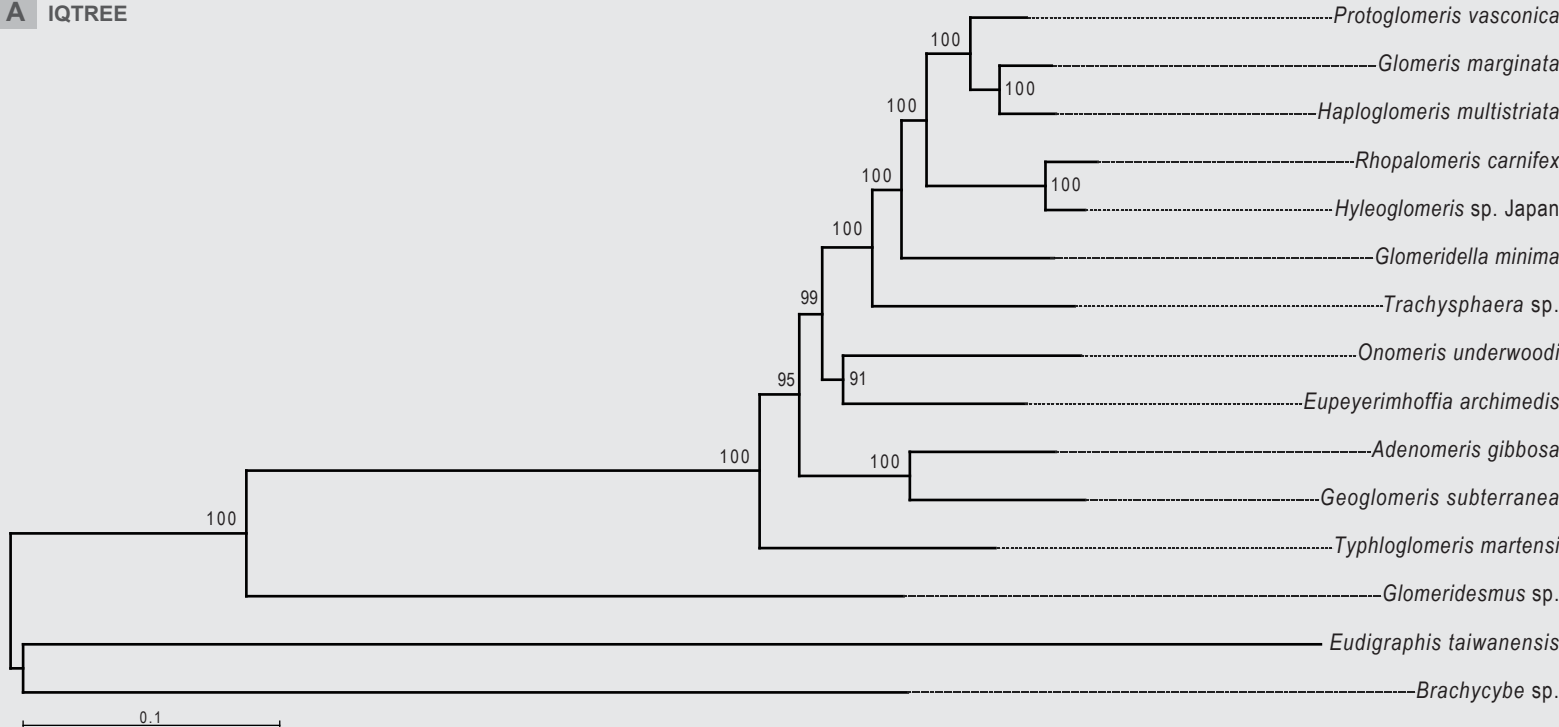 A IQTREE
Protoglomeris vasconica
100
Glomeris marginata
100
100
Haploglomeris multistriata
Rhopalomeris carnifex
100
100
Hyleoglomeris sp. Japan
100
Glomeridella minima
99
Trachysphaera sp.
Onomeris underwoodi
95
91
Eupeyerimhoffia archimedis
Adenomeris gibbosa
100
100
Geoglomeris subterranea
100
Typhloglomeris martensi
Glomeridesmus sp.
Eudigraphis taiwanensis
Brachycybe sp.
0.1